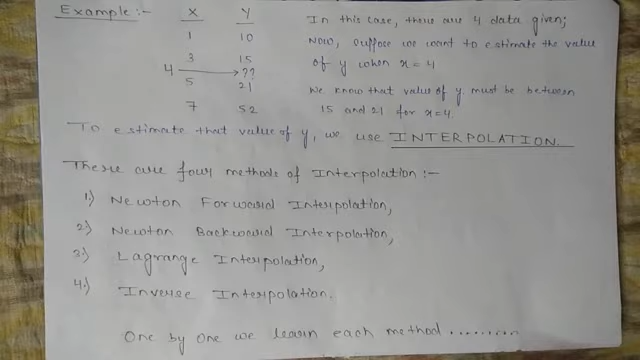 Example :-
X Y
1 10
3 15
4 → ??
5 21
7 52
In this case, there are 4 data given;
Now, suppose we want to estimate the value
of y when x = 4
We know that value of y must be between
15 and 21 for x=4.
To estimate that value of y, we use INTERPOLATION.
There are four methods of Interpolation :-
1.) Newton Forward Interpolation,
2.) Newton Backward Interpolation,
3.) Lagrange Interpolation,
4.) Inverse Interpolation.
One by one we learn each method .........